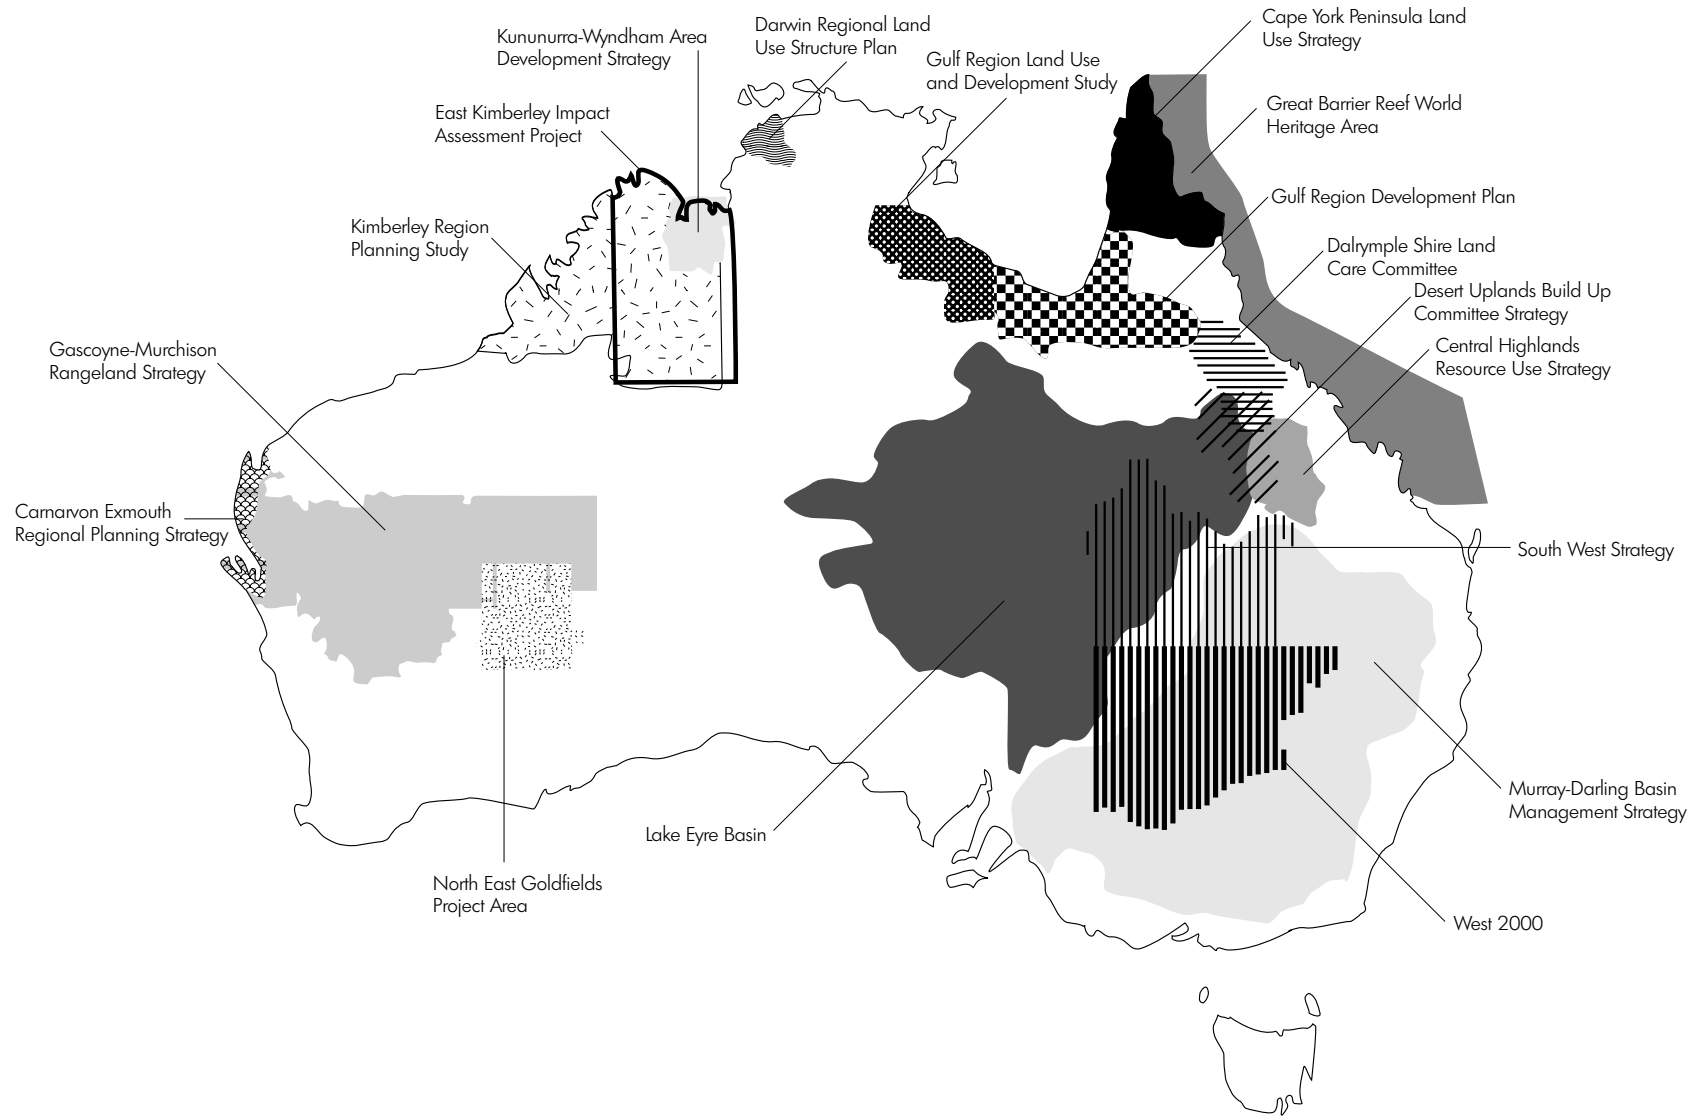 Kununurra-Wyndham Area
Development Strategy
Darwin Regional Land
Use Structure Plan
Gulf Region Land Use
and Development Study
Cape York Peninsula Land
Use Strategy
East Kimberley Impact
Assessment Project
Great Barrier Reef World
Heritage Area
Kimberley Region
Planning Study
Gulf Region Development Plan
Dalrymple Shire Land
Care Committee
Desert Uplands Build Up
Committee Strategy
Gascoyne-Murchison
Rangeland Strategy
Central Highlands
Resource Use Strategy
Carnarvon Exmouth
Regional Planning Strategy
South West Strategy
Murray-Darling Basin
Management Strategy
Lake Eyre Basin
North East Goldfields
Project Area
West 2000